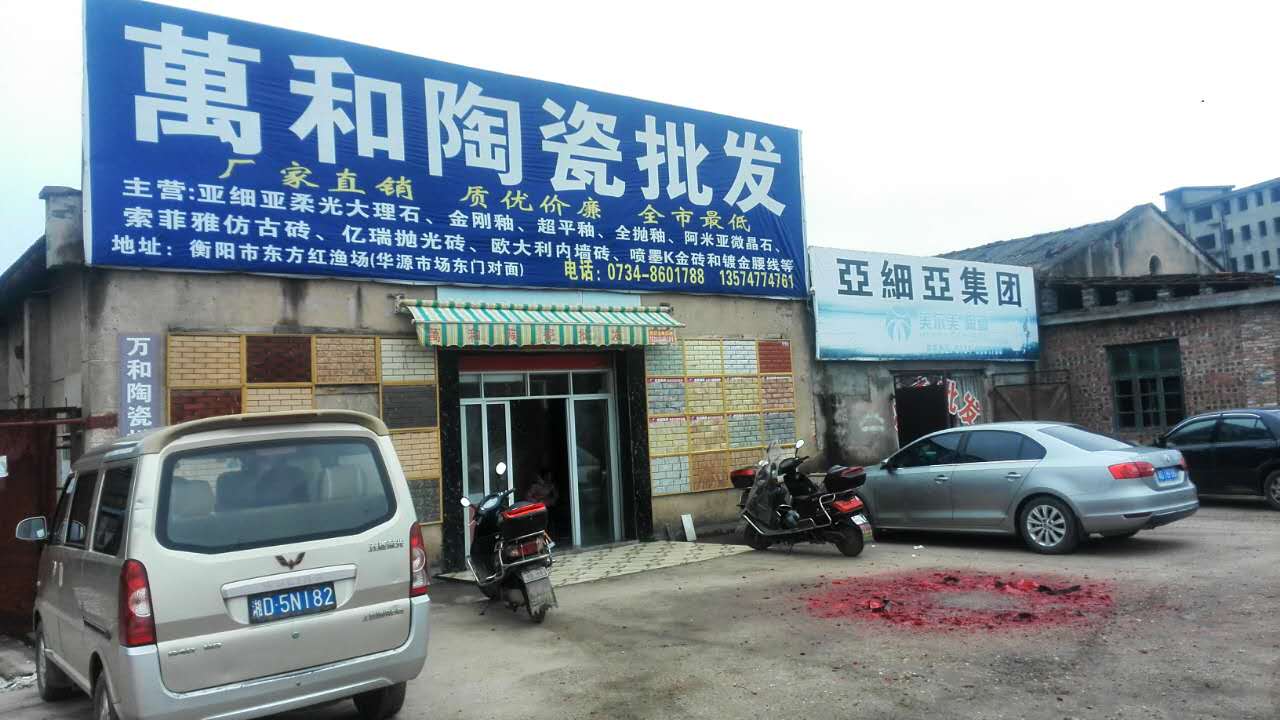 萬和陶瓷批发
厂家直销 质优价廉 全市最低
主营:亚细亚柔光大理石、金刚釉、超平釉、全抛釉、阿米亚微晶石、
索菲雅仿古砖、亿瑞抛光砖、欧大利内墙砖、喷墨K金砖和镀金腰线等
地址：衡阳市东方红渔场(华源市场东门对面)
电话：0734-8601788 13574774761
亞細亞集团
万和陶瓷
批发
湘D·5N182